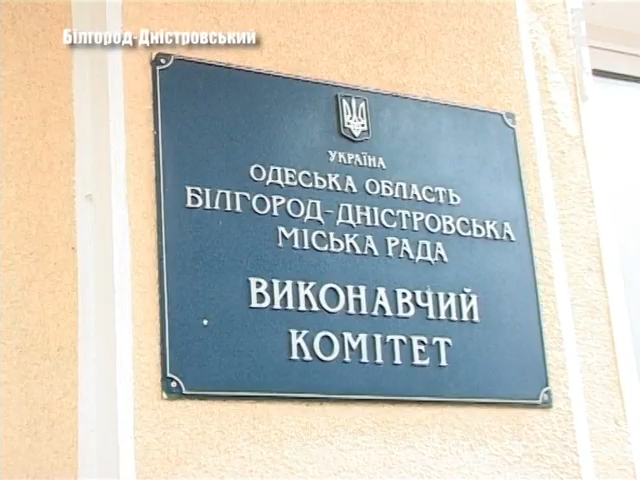 Білгород-Дністровський
УКРАЇНА
ОДЕСЬКА ОБЛАСТЬ
БІЛГОРОД-ДНІСТРОВСЬКА
МІСЬКА РАДА
ВИКОНАВЧИЙ
КОМІТЕТ